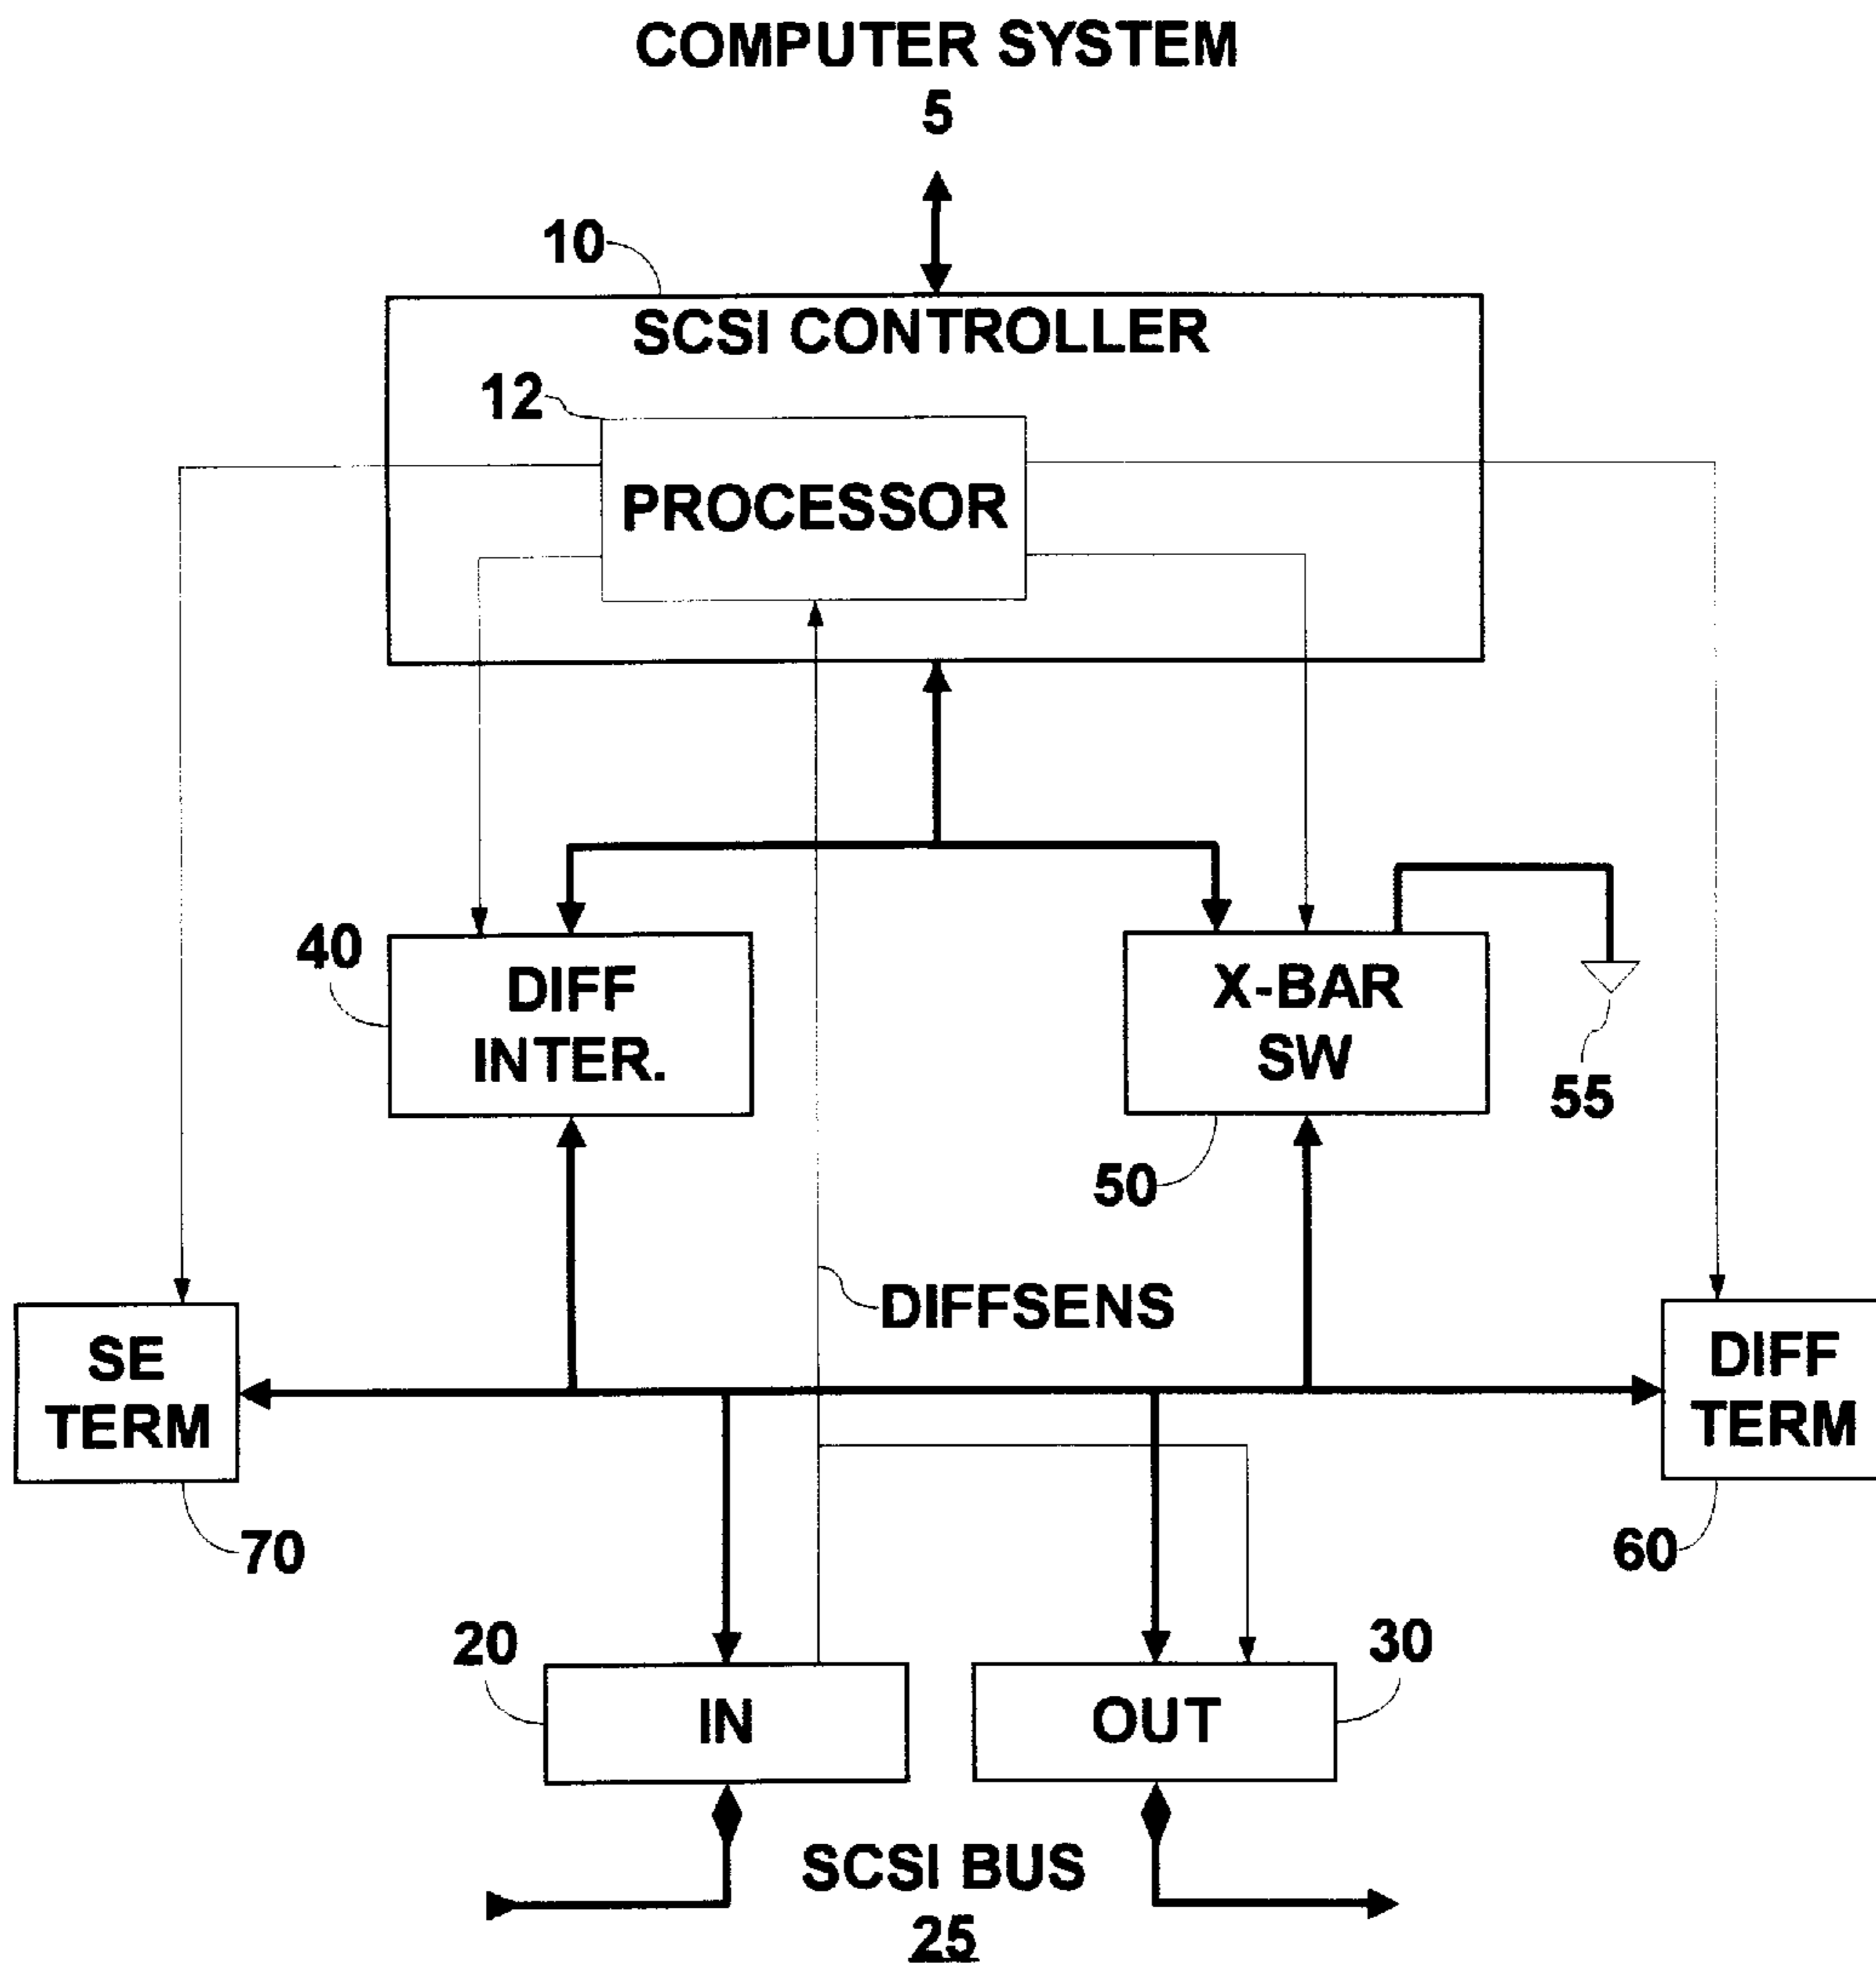 COMPUTER SYSTEM
5
10
SCSI CONTROLLER
12
PROCESSOR
40
DIFF
INTER.
X-BAR
SW
55
50
DIFFSENS
SE
TERM
DIFF
TERM
70
60
20
30
IN
OUT
SCSI BUS
25